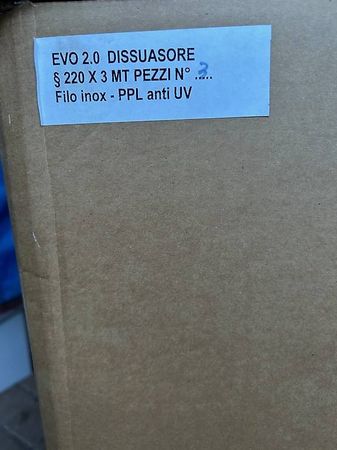 EVO 2.0 DISSUASORE
§ 220 X 3 MT PEZZI N° 3
Filo inox - PPL anti UV